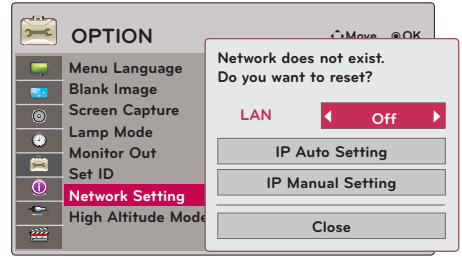 OPTION
Move OK
Menu Language
Blank Image
Screen Capture
Lamp Mode
Monitor Out
Set ID
Network Setting
High Altitude Mode
Network does not exist.
Do you want to reset?
LAN Off
IP Auto Setting
IP Manual Setting
Close